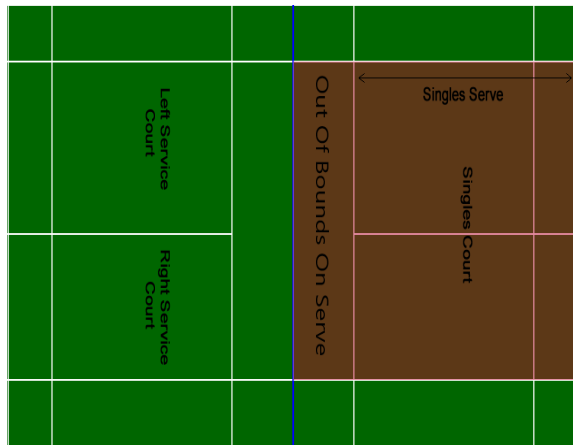 Left Service
Court
Right Service
Court
Out Of Bounds On Serve
Singles Serve
Singles Court